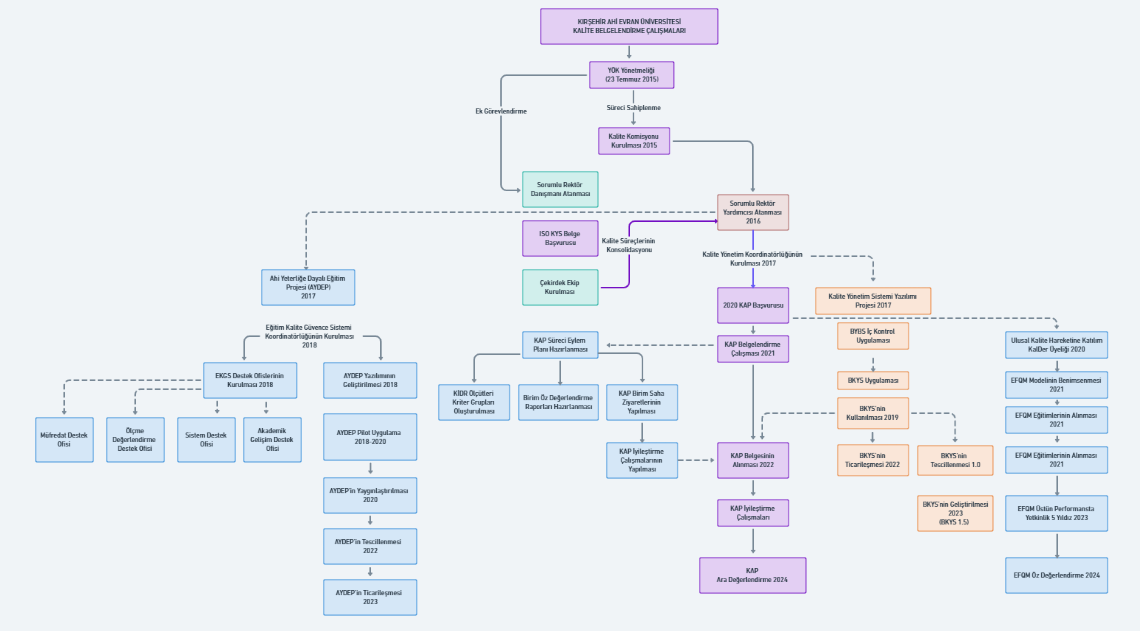 KIRŞEHİR AHİ EVRAN ÜNİVERSİTESİ
KALİTE BELGELENDİRME ÇALIŞMALARI
YÖK Yönetmeliği
(23 Temmuz 2015)
Ek Görevlendirme
Süreci Sahiplenme
Kalite Komisyonu
Kurulması 2015
Sorumlu Rektör
Danışmanı Atanması
Sorumlu Rektör
Yardımcısı Atanması
2016
ISO KYS Belge
Başvurusu
Kalite Süreçlerinin
Konsolidasyonu
Kalite Yönetim Koordinatörlüğünün
Kurulması 2017
Ahi Yeterliğe Dayalı Eğitim
Projesi (AYDEP)
2017
Çekirdek Ekip
Kurulması
2020 KAP Başvurusu
Kalite Yönetim Sistemi Yazılımı
Projesi 2017
Eğitim Kalite Güvence Sistemi
Koordinatörlüğünün Kurulması
2018
KAP Süreci Eylem
Planı Hazırlanması
KAP Belgelendirme
Çalışması 2021
BYBS İç Kontrol
Uygulaması
Ulusal Kalite Hareketine Katılım
KalDer Üyeliği 2020
EKGS Destek Ofislerinin
Kurulması 2018
AYDEP Yazılımının
Geliştirilmesi 2018
BKYS Uygulaması
EFQM Modelinin Benimsenmesi
2021
KİDR Ölçütleri
Kriter Grupları
Oluşturulması
Birim Öz Değerlendirme
Raporları Hazırlanması
KAP Birim Saha
Ziyaretlerinin
Yapılması
BKYS'nin
Kullanılması 2019
EFQM Eğitimlerinin Alınması
2021
Müfredat Destek
Ofisi
Ölçme
Değerlendirme
Destek Ofisi
Sistem Destek
Ofisi
Akademik
Gelişim Destek
Ofisi
AYDEP Pilot Uygulama
2018-2020
KAP İyileştirme
Çalışmalarının
Yapılması
KAP Belgesinin
Alınması 2022
BKYS'nin
Ticarileşmesi 2022
BKYS'nin
Tescillenmesi 1.0
EFQM Eğitimlerinin Alınması
2021
AYDEP'in Yaygınlaştırılması
2020
KAP İyileştirme
Çalışmaları
BKYS'nin Geliştirilmesi
2023
(BKYS 1.5)
EFQM Üstün Performansta
Yetkinlik 5 Yıldız 2023
AYDEP'in Tescillenmesi
2022
KAP
Ara Değerlendirme 2024
EFQM Öz Değerlendirme 2024
AYDEP'in Ticarileşmesi
2023